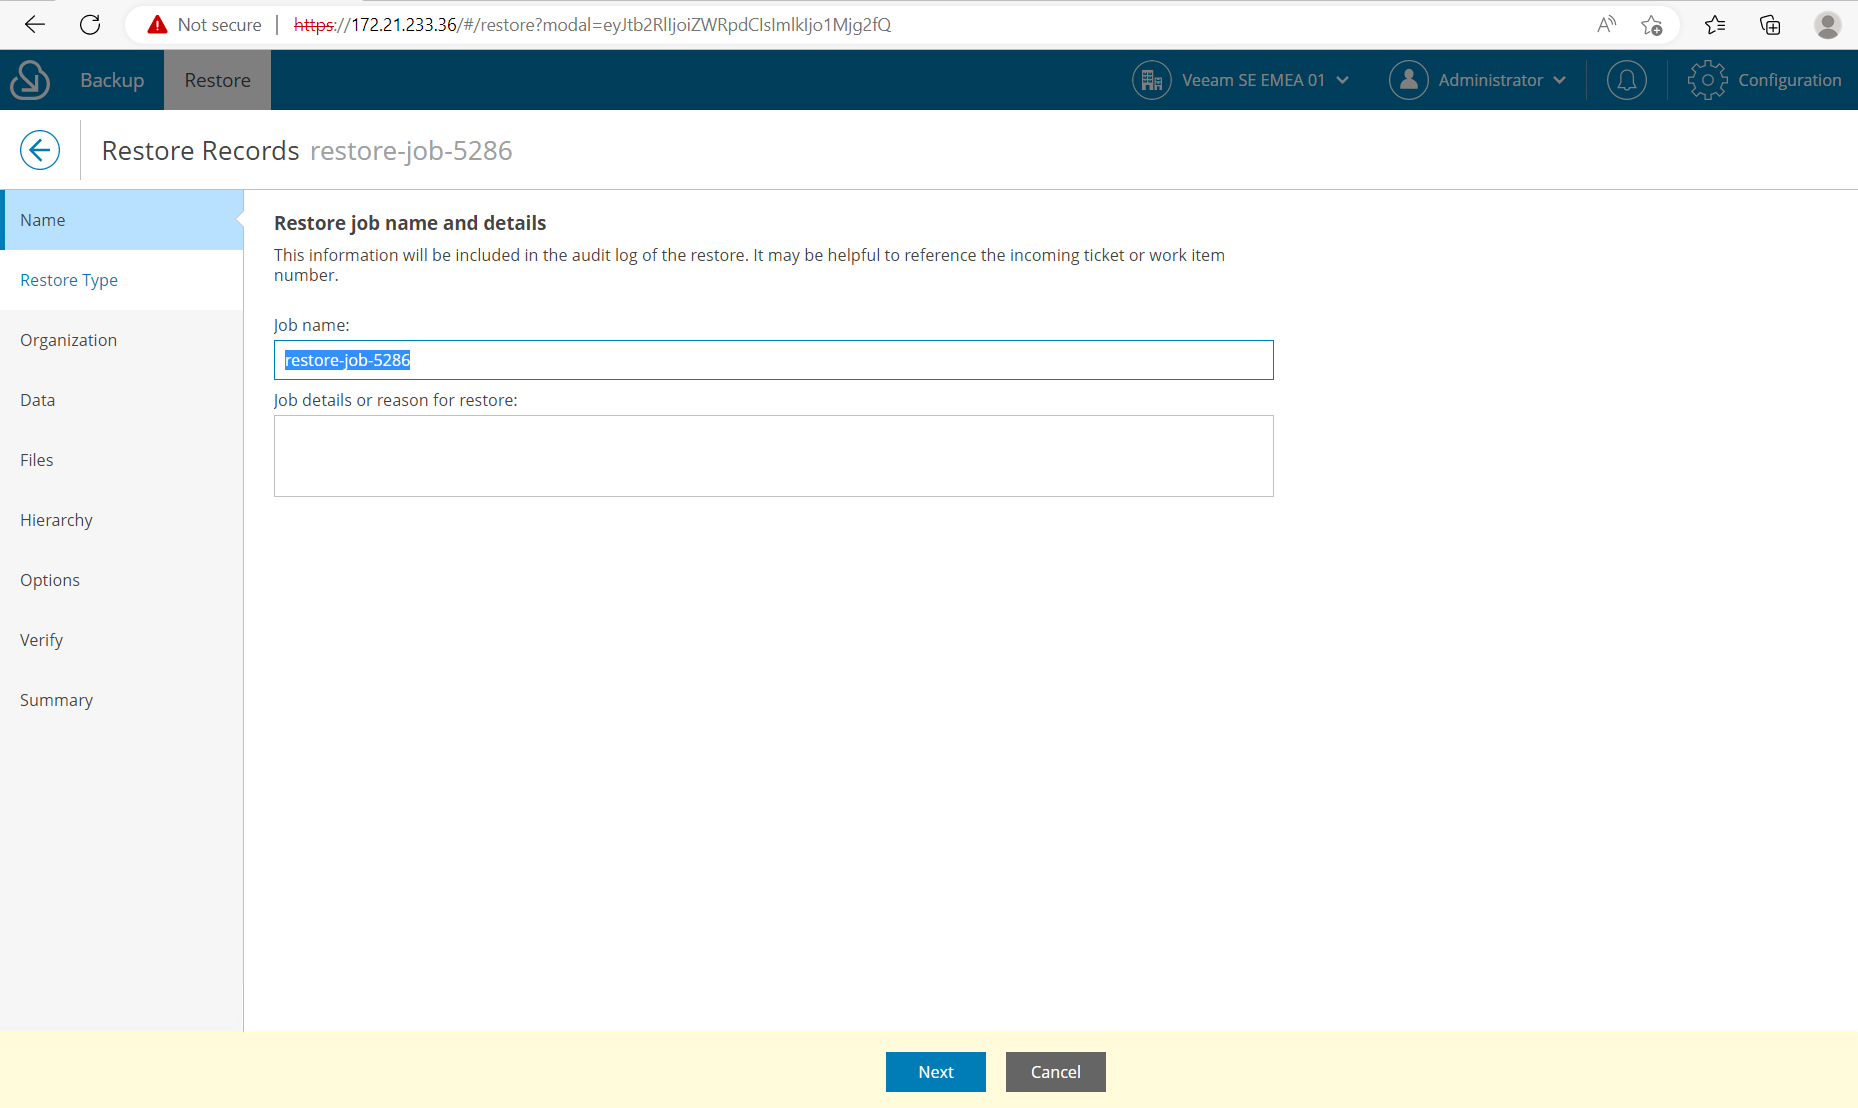 Not secure
https://172.21.233.36/#/restore?modal=eyJtb2RlIjoiZWRpdCIsImlkIjo1Mjg2fQ
Backup
Restore
Veeam SE EMEA 01
Administrator
Configuration
Restore Records restore-job-5286
Name
Restore Type
Organization
Data
Files
Hierarchy
Options
Verify
Summary
Restore job name and details
This information will be included in the audit log of the restore. It may be helpful to reference the incoming ticket or work item
number.
Job name:
restore-job-5286
Job details or reason for restore:
Next
Cancel